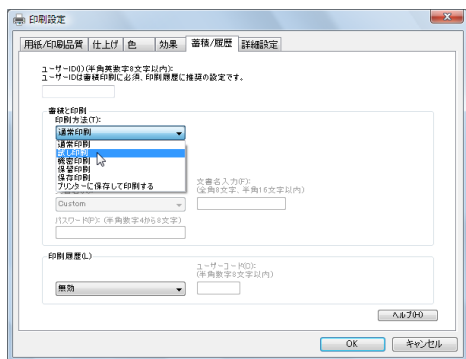 印刷設定
用紙/印刷品質 仕上げ 色 効果 蓄積/履歴 詳細設定
ユーザーID(I)(半角英数字8文字以内):
ユーザーIDは蓄積印刷に必須、印刷履歴に推奨の設定です。
蓄積と印刷
印刷方法(T):
通常印刷
通常印刷
試し印刷
機密印刷
保留印刷
保存印刷
プリンターに保存して印刷する
文書名入力(F):
(全角8文字、半角16文字以内)
Custom
パスワード(P): (半角数字4から8文字)
印刷履歴(L)
ユーザーコード(O):
(半角数字8文字以内)
無効
ヘルプ(H)
OK キャンセル